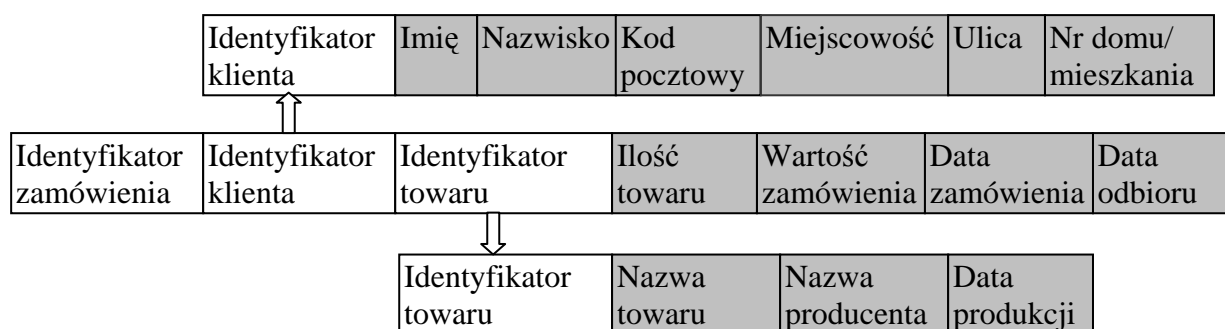 Identyfikator Imię Nazwisko Kod Miejscowość Ulica Nr domu/
klienta pocztowy mieszkania
Identyfikator Identyfikator Identyfikator Ilość Wartość Data Data
zamówienia klienta towaru towaru zamówienia zamówienia odbioru
Identyfikator Nazwa Nazwa Data
towaru towaru producenta produkcji